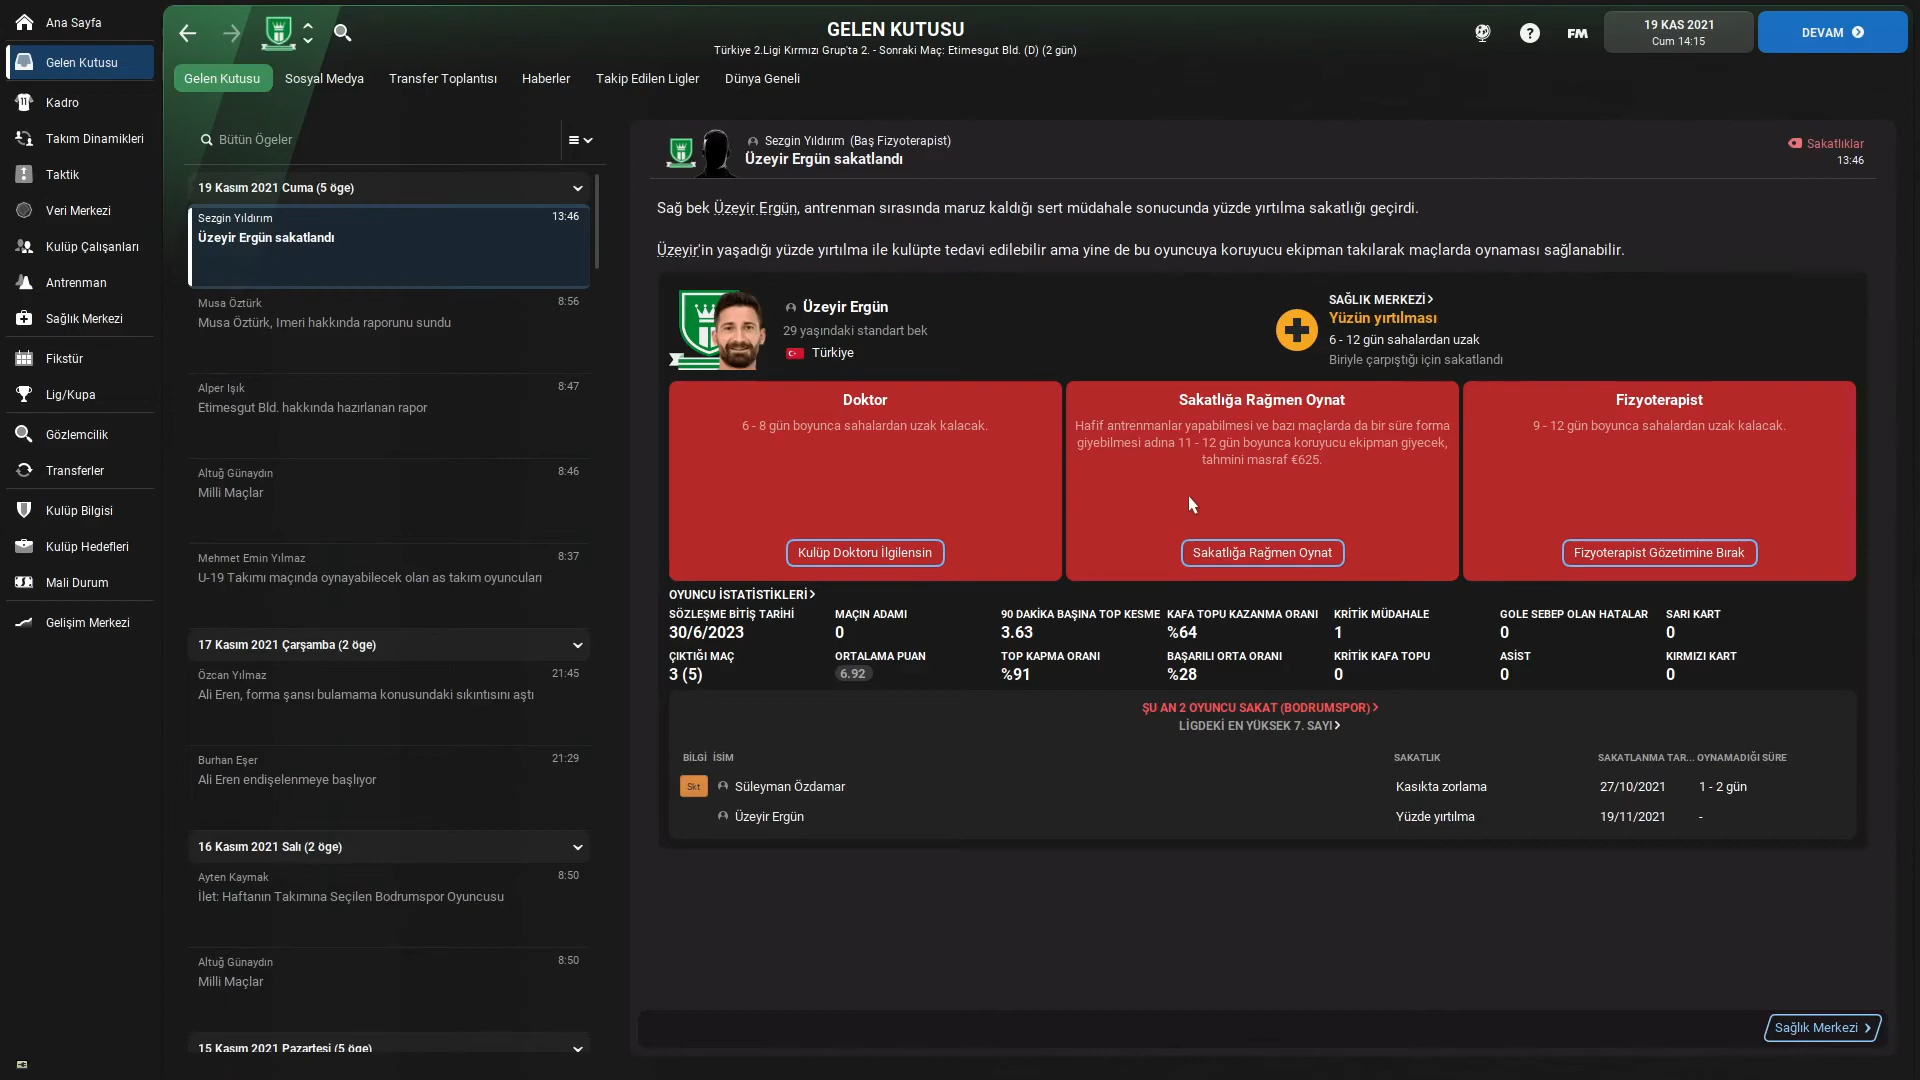 Ana Sayfa
Gelen Kutusu
Kadro
Takım Dinamikleri
Taktik
Veri Merkezi
Kulüp Çalışanları
Antrenman
Sağlık Merkezi
Fikstür
Lig/Kupa
Gözlemcilik
Transferler
Kulüp Bilgisi
Kulüp Hedefleri
Mali Durum
Gelişim Merkezi
GELEN KUTUSU
Türkiye 2.Ligi Kırmızı Grup'ta 2. - Sonraki Maç: Etimesgut Bld. (D) (2 gün)
FM
19 KAS 2021
Cum 14:15
DEVAM
Gelen Kutusu Sosyal Medya Transfer Toplantısı Haberler Takip Edilen Ligler Dünya Geneli
Bütün Ögeler
19 Kasım 2021 Cuma (5 öge)
Sezgin Yıldırım 13:46
Üzeyir Ergün sakatlandı
Musa Öztürk 8:56
Musa Öztürk, Imeri hakkında raporunu sundu
Alper Işık 8:47
Etimesgut Bld. hakkında hazırlanan rapor
Altuğ Günaydın 8:46
Milli Maçlar
Mehmet Emin Yılmaz 8:37
U-19 Takımı maçında oynayabilecek olan as takım oyuncuları
17 Kasım 2021 Çarşamba (2 öge)
Özcan Yılmaz 21:45
Ali Eren, forma şansı bulamama konusundaki sıkıntısını aştı
Burhan Eşer 21:29
Ali Eren endişelenmeye başlıyor
16 Kasım 2021 Salı (2 öge)
Ayten Kaymak 8:50
İlet: Haftanın Takımına Seçilen Bodrumspor Oyuncusu
Altuğ Günaydın 8:50
Milli Maçlar
15 Kasım 2021 Pazartesi (5 öge)
Sezgin Yıldırım (Baş Fizyoterapist)
Üzeyir Ergün sakatlandı
Sakatlıklar
13:46
Sağ bek Üzeyir Ergün, antrenman sırasında maruz kaldığı sert müdahale sonucunda yüzde yırtılma sakatlığı geçirdi.
Üzeyir'in yaşadığı yüzde yırtılma ile kulüpte tedavi edilebilir ama yine de bu oyuncuya koruyucu ekipman takılarak maçlarda oynaması sağlanabilir.
Üzeyir Ergün
29 yaşındaki standart bek
Türkiye
SAĞLIK MERKEZİ
Yüzün yırtılması
6 - 12 gün sahalardan uzak
Biriyle çarpıştığı için sakatlandı
Doktor
6 - 8 gün boyunca sahalardan uzak kalacak.
Kulüp Doktoru İlgilensin
Sakatlığa Rağmen Oynat
Hafif antrenmanlar yapabilmesi ve bazı maçlarda da bir süre forma
giyebilmesi adına 11 - 12 gün boyunca koruyucu ekipman giyecek,
tahmini masraf €625.
Sakatlığa Rağmen Oynat
Fizyoterapist
9 - 12 gün boyunca sahalardan uzak kalacak.
Fizyoterapist Gözetimine Bırak
OYUNCU İSTATİSTİKLERİ
SÖZLEŞME BİTİŞ TARİHİ MAÇIN ADAMI 90 DAKİKA BAŞINA TOP KESME KAFA TOPU KAZANMA ORANI KRİTİK MÜDAHALE GOLE SEBEP OLAN HATALAR SARI KART
30/6/2023 0 3.63 %64 1 0 0
ÇIKTIĞI MAÇ ORTALAMA PUAN TOP KAPMA ORANI BAŞARILI ORTA ORANI KRİTİK KAFA TOPU ASİST KIRMIZI KART
3 (5) 6.92 %91 %28 0 0 0
ŞU AN 2 OYUNCU SAKAT (BODRUMSPOR)
LİGDEKİ EN YÜKSEK 7. SAYI
BİLGİ İSİM SAKATLIK SAKATLANMA TAR... OYNAMADIĞI SÜRE
Skt Süleyman Özdamar Kasıkta zorlama 27/10/2021 1 - 2 gün
Üzeyir Ergün Yüzde yırtılma 19/11/2021 -
Sağlık Merkezi